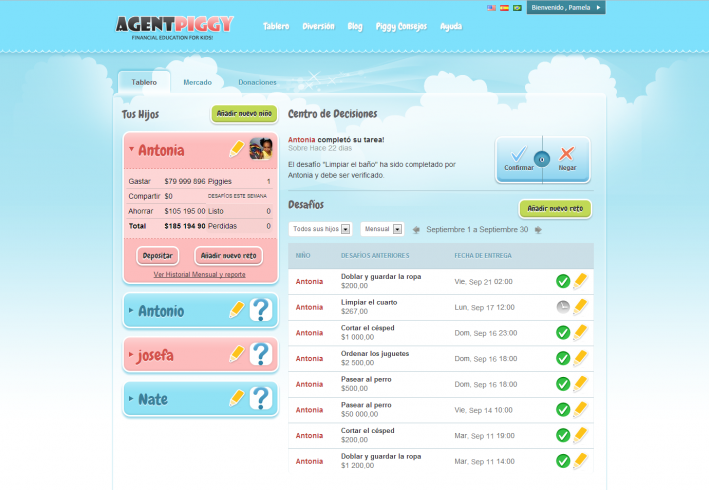 Bienvenido , Pamela
AGENTPIGGY
FINANCIAL EDUCATION FOR KIDS!
Tablero Diversión Blog Piggy Consejos Ayuda
Tablero Mercado Donaciones
Tus Hijos
Añadir nuevo niño
Antonia
Gastar $79 999 896 Piggies 1
Compartir $0 DESAFÍOS ESTE SEMANA
Ahorrar $105 195 00 Listo 0
Total $185 194 90 Perdidas 0
Depositar
Añadir nuevo reto
Ver Historial Mensual y reporte
Antonio
josefa
Nate
Centro de Decisiones
Antonia completó su tarea!
Sobre Hace 22 días
El desafío "Limpiar el baño" ha sido completado por
Antonia y debe ser verificado.
Confirmar o Negar
Desafíos
Añadir nuevo reto
Todos sus hijos Mensual Septiembre 1 a Septiembre 30
NIÑO DESAFÍOS ANTERIORES FECHA DE ENTREGA
Antonia Doblar y guardar la ropa Vie, Sep 21 02:00
$200,00
Antonia Limpiar el cuarto Lun, Sep 17 12:00
$267,00
Antonia Cortar el césped Dom, Sep 16 23:00
$1 000,00
Antonia Ordenar los juguetes Dom, Sep 16 18:00
$2 500,00
Antonia Pasear al perro Dom, Sep 16 18:00
$500,00
Antonia Pasear al perro Vie, Sep 14 10:00
$50 000,00
Antonia Cortar el césped Mar, Sep 11 19:00
$200,00
Antonia Doblar y guardar la ropa Mar, Sep 11 14:00
$1 200,00